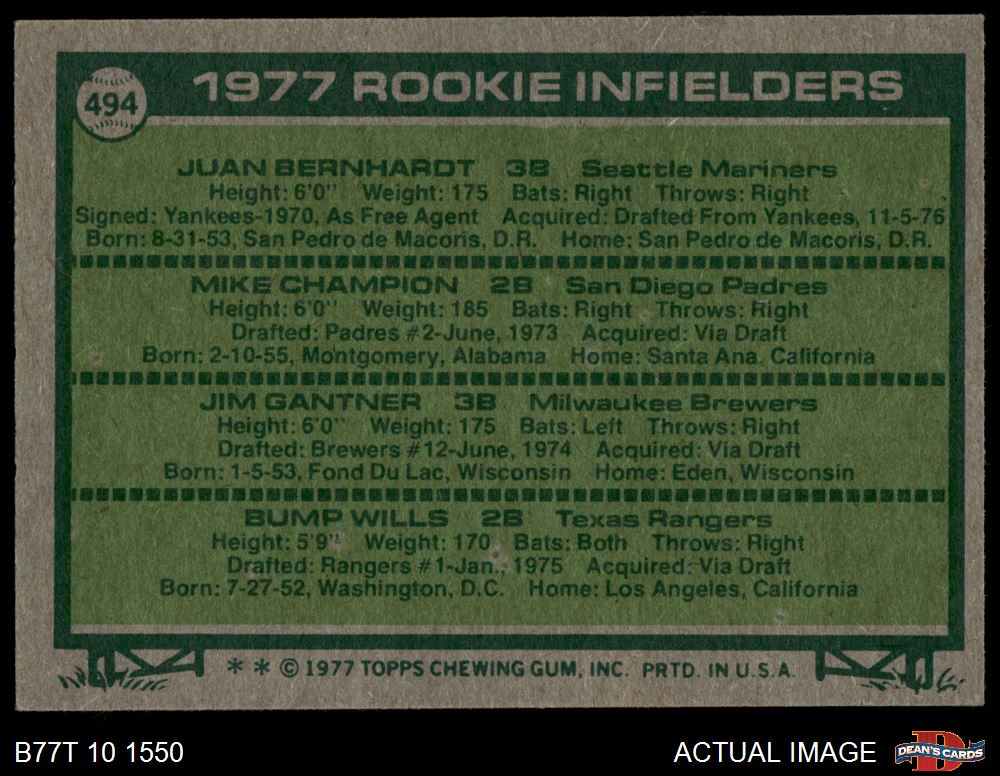 494
1977 ROOKIE INFIELDERS
JUAN BERNHARDT 3B Seattle Mariners
Height: 6'0" Weight: 175 Bats: Right Throws: Right
Signed: Yankees-1970, As Free Agent Acquired: Drafted From Yankees, 11-5-76
Born: 8-31-53, San Pedro de Macoris, D.R. Home: San Pedro de Macoris, D.R.
MIKE CHAMPION 2B San Diego Padres
Height: 6'0" Weight: 185 Bats: Right Throws: Right
Drafted: Padres #2-June, 1973 Acquired: Via Draft
Born: 2-10-55, Montgomery, Alabama Home: Santa Ana, California
JIM GANTNER 3B Milwaukee Brewers
Height: 6'0" Weight: 175 Bats: Left Throws: Right
Drafted: Brewers #12-June, 1974 Acquired: Via Draft
Born: 1-5-53, Fond Du Lac, Wisconsin Home: Eden, Wisconsin
BUMP WILLS 2B Texas Rangers
Height: 5'9" Weight: 170 Bats: Both Throws: Right
Drafted: Rangers #1-Jan., 1975 Acquired: Via Draft
Born: 7-27-52, Washington, D.C. Home: Los Angeles, California
* * © 1977 TOPPS CHEWING GUM, INC. PRTD. IN U.S.A.
B77T 10 1550
ACTUAL IMAGE
D
DEAN'S CARDS